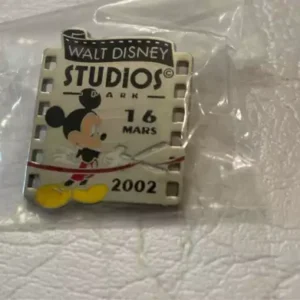 WALT DISNEY
STUDIOS©
PARK
16
MARS
2002